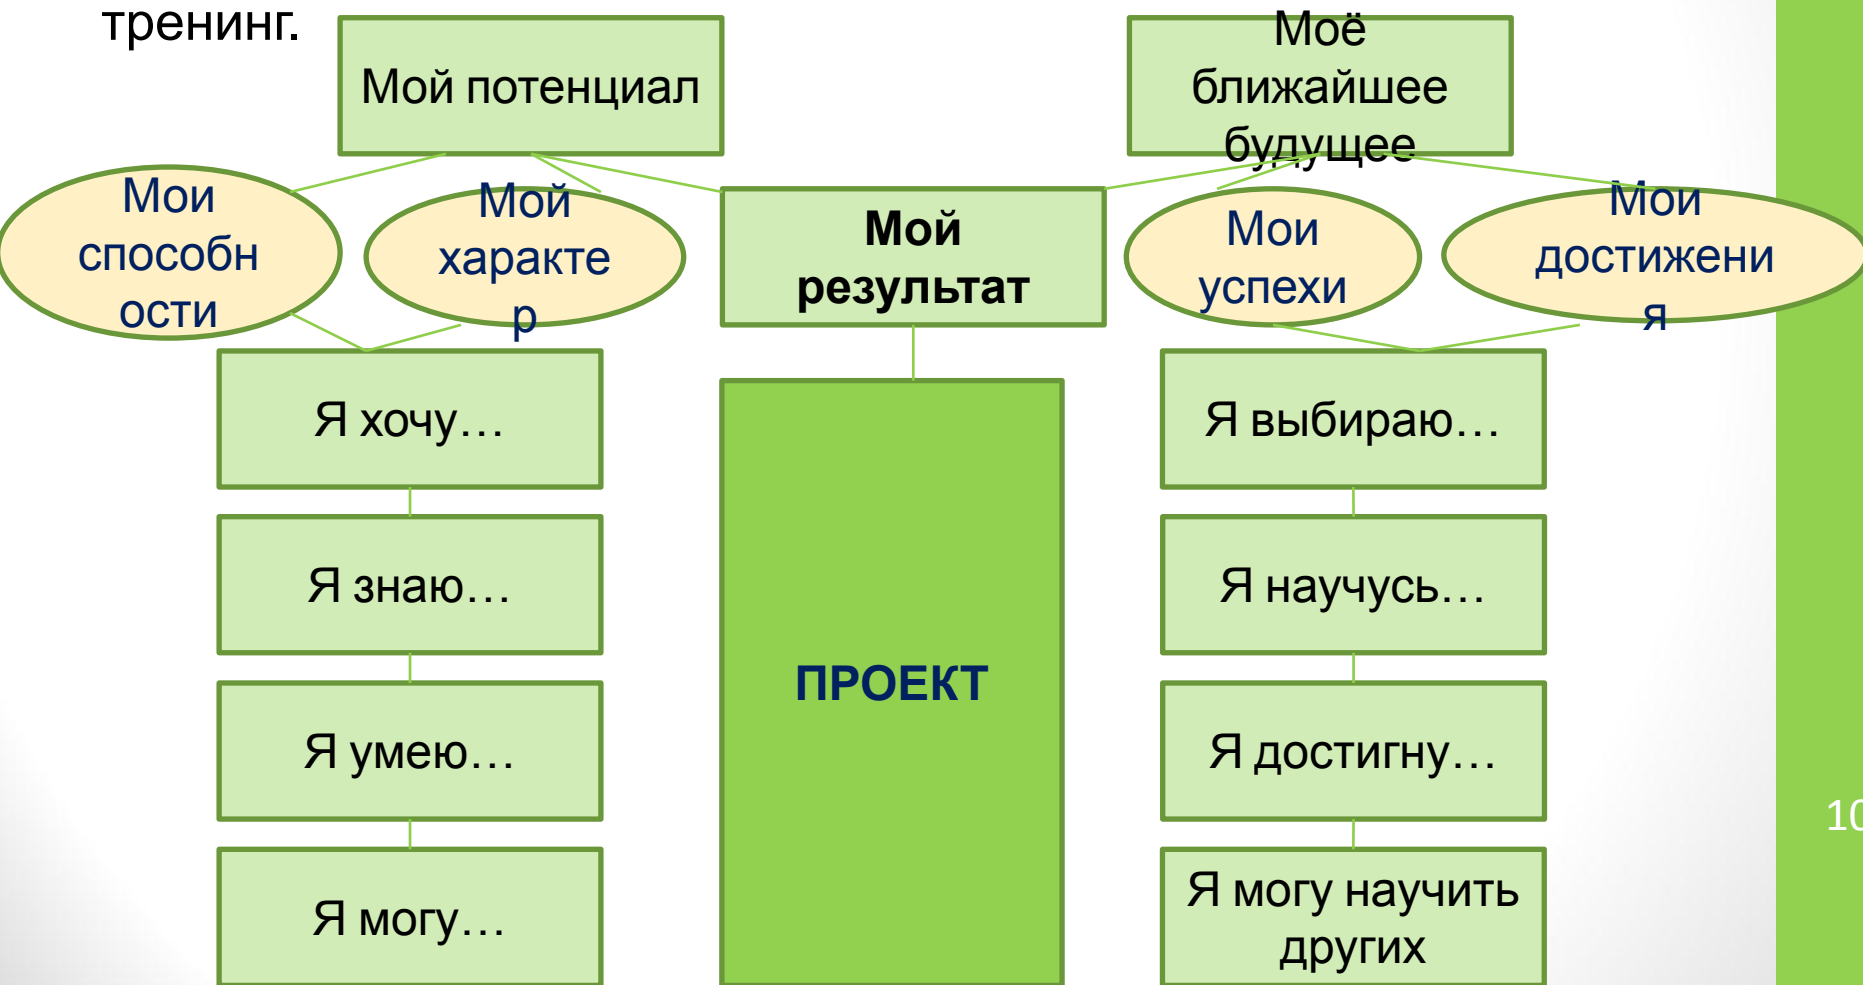 тренинг.
Мой потенциал
Моё
ближайшее
будущее
Мои
способн
ости
Мой
характе
р
Мой
результат
Мои
успехи
Мои
достижени
я
Я хочу…
Я знаю…
Я умею…
Я могу…
ПРОЕКТ
Я выбираю…
Я научусь…
Я достигну…
Я могу научить
других
10